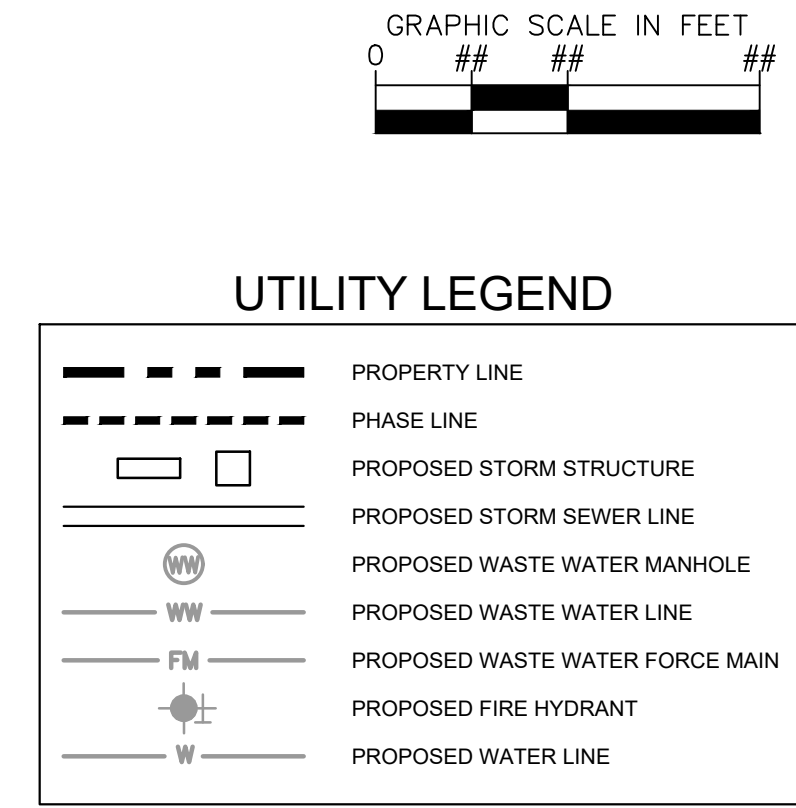 GRAPHIC SCALE IN FEET
0 ## ## ##
UTILITY LEGEND
PROPERTY LINE
PHASE LINE
PROPOSED STORM STRUCTURE
PROPOSED STORM SEWER LINE
WW PROPOSED WASTE WATER MANHOLE
WW PROPOSED WASTE WATER LINE
FM PROPOSED WASTE WATER FORCE MAIN
PROPOSED FIRE HYDRANT
W PROPOSED WATER LINE